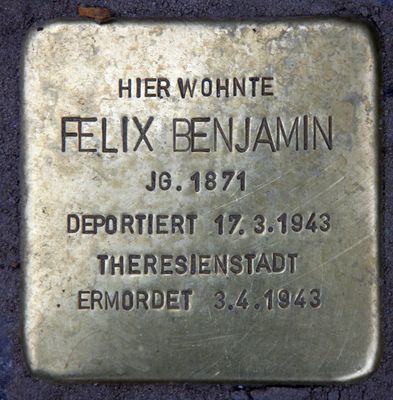 HIER WOHNTE
FELIX BENJAMIN
JG. 1871
DEPORTIERT 17.3.1943
THERESIENSTADT
ERMORDET 3.4.1943